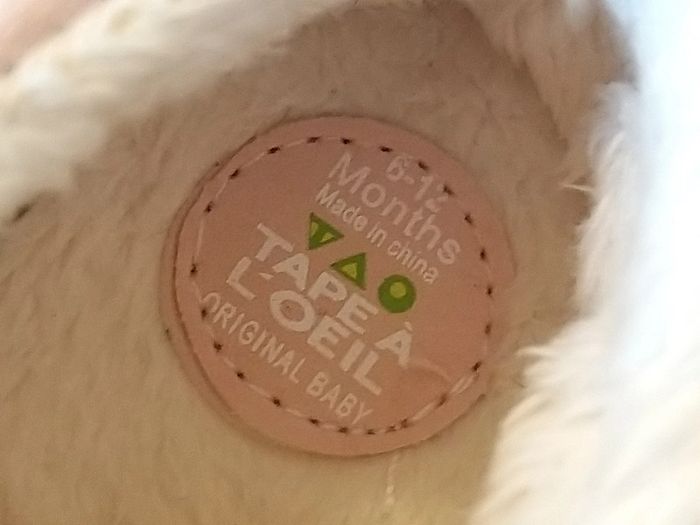 6-12
Months
Made in china
TAPE À
L'OEIL
ORIGINAL BABY